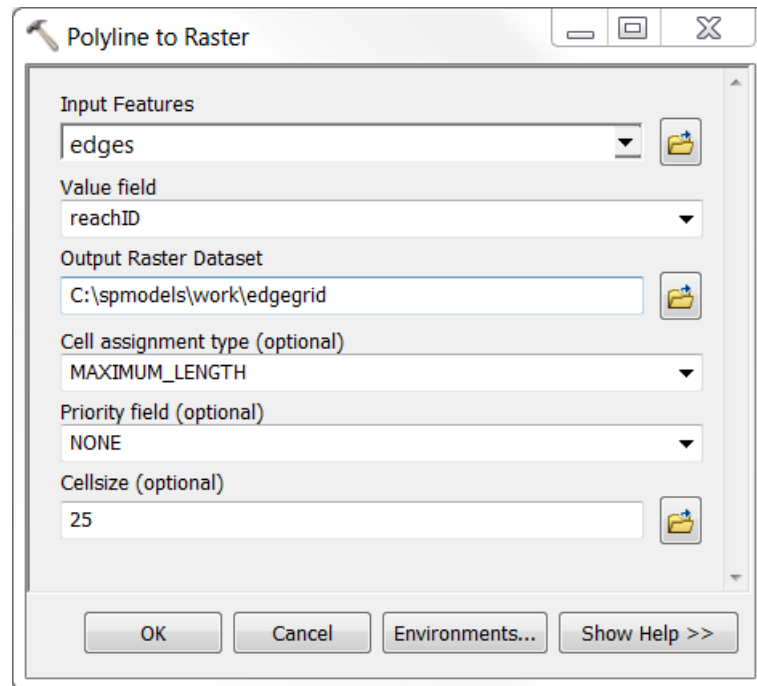 Polyline to Raster
Input Features
edges
Value field
reachID
Output Raster Dataset
C:\spmodels\work\edgegrid
Cell assignment type (optional)
MAXIMUM_LENGTH
Priority field (optional)
NONE
Cellsize (optional)
25
OK Cancel Environments... Show Help >>